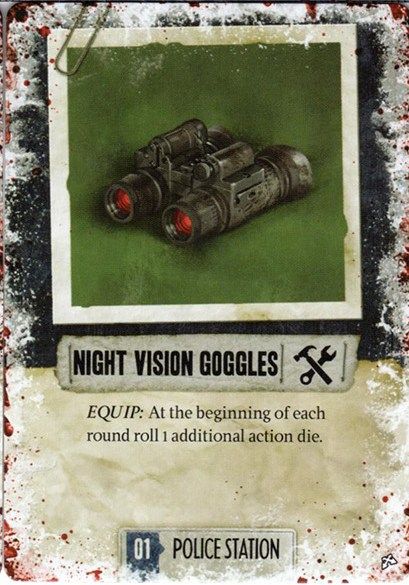 NIGHT VISION GOGGLES
EQUIP: At the beginning of each
round roll 1 additional action die.
01 POLICE STATION